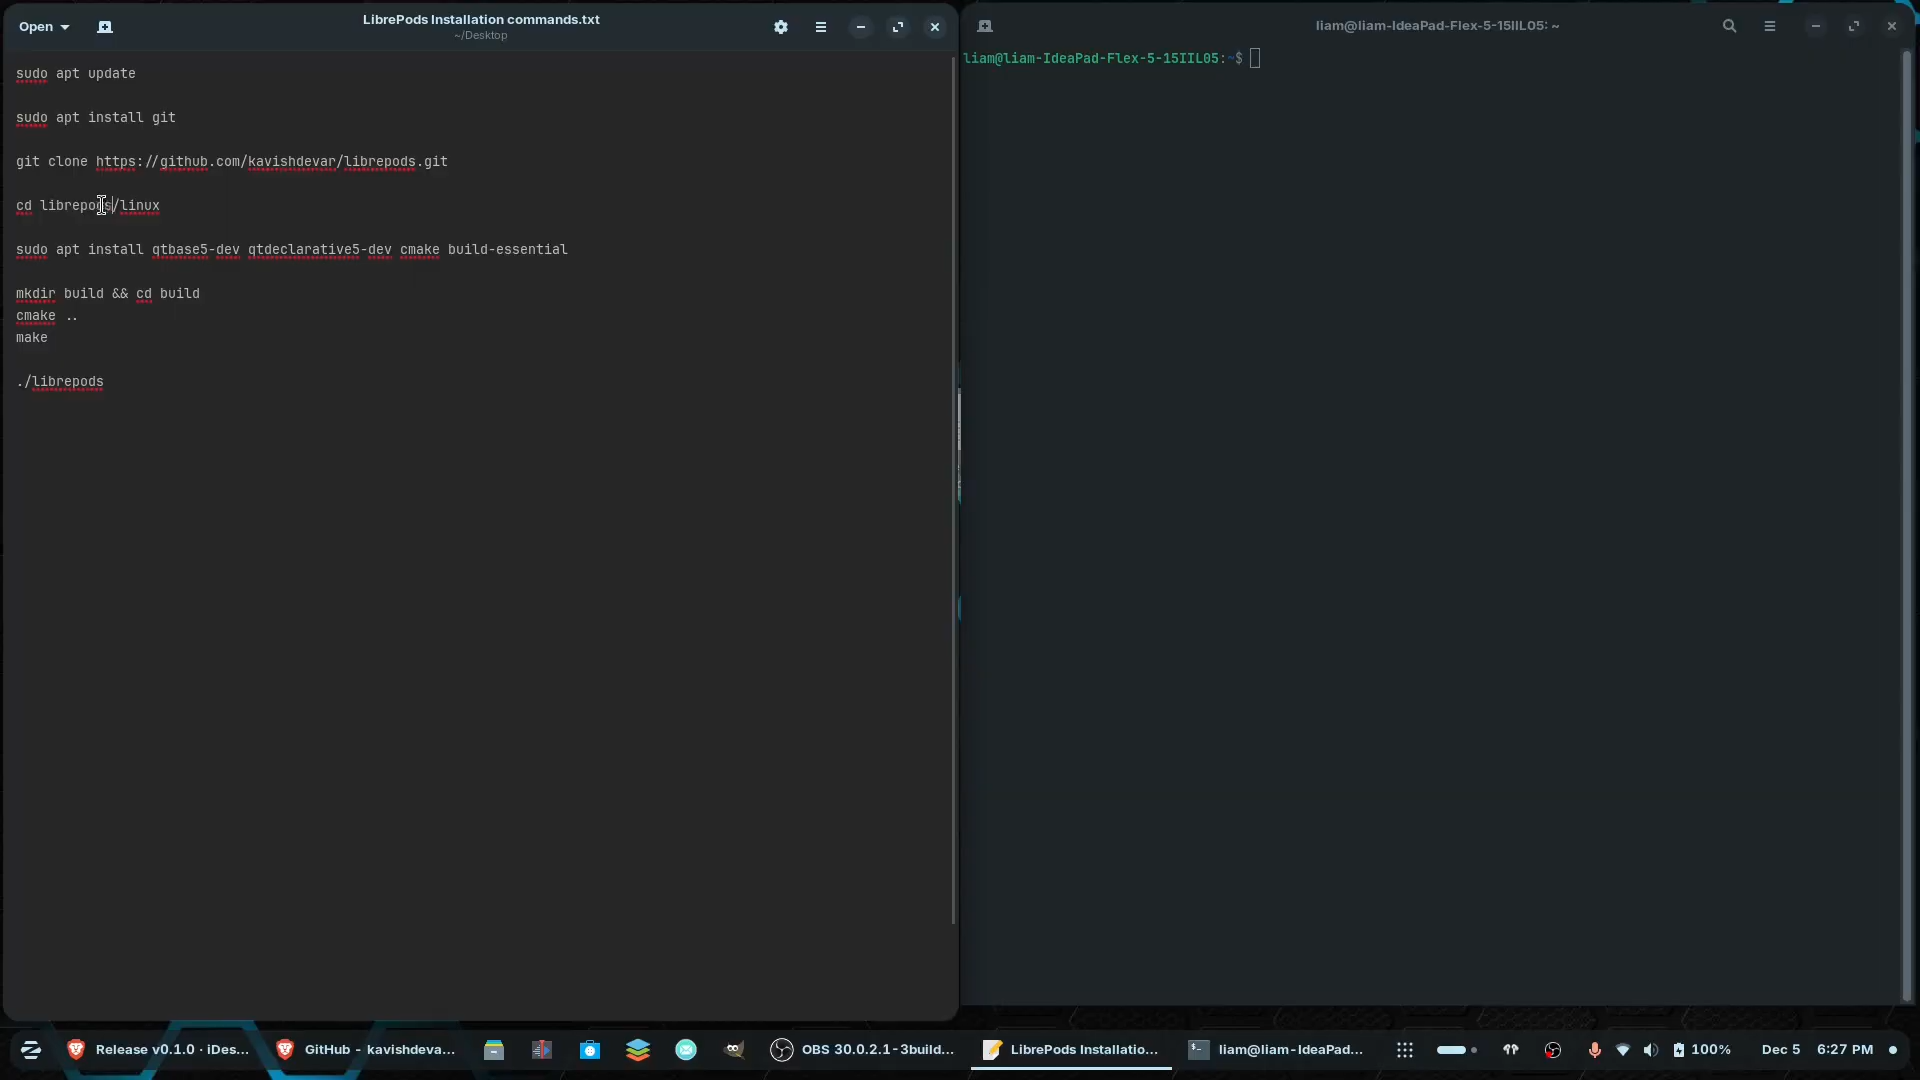 Open
LibrePods Installation commands.txt
~/Desktop
liam@liam-IdeaPad-Flex-5-15IIL05: ~
sudo apt update
sudo apt install git
git clone https://github.com/kavishdevar/librepods.git
cd librepods/linux
sudo apt install qtbase5-dev qtdeclarative5-dev cmake build-essential
mkdir build && cd build
cmake ..
make
./librepods
liam@liam-IdeaPad-Flex-5-15IIL05:~$
Release v0.1.0 · iDes...
GitHub - kavishdeva...
OBS 30.0.2.1-3build...
LibrePods Installatio...
liam@liam-IdeaPad...
100%
Dec 5
6:27 PM